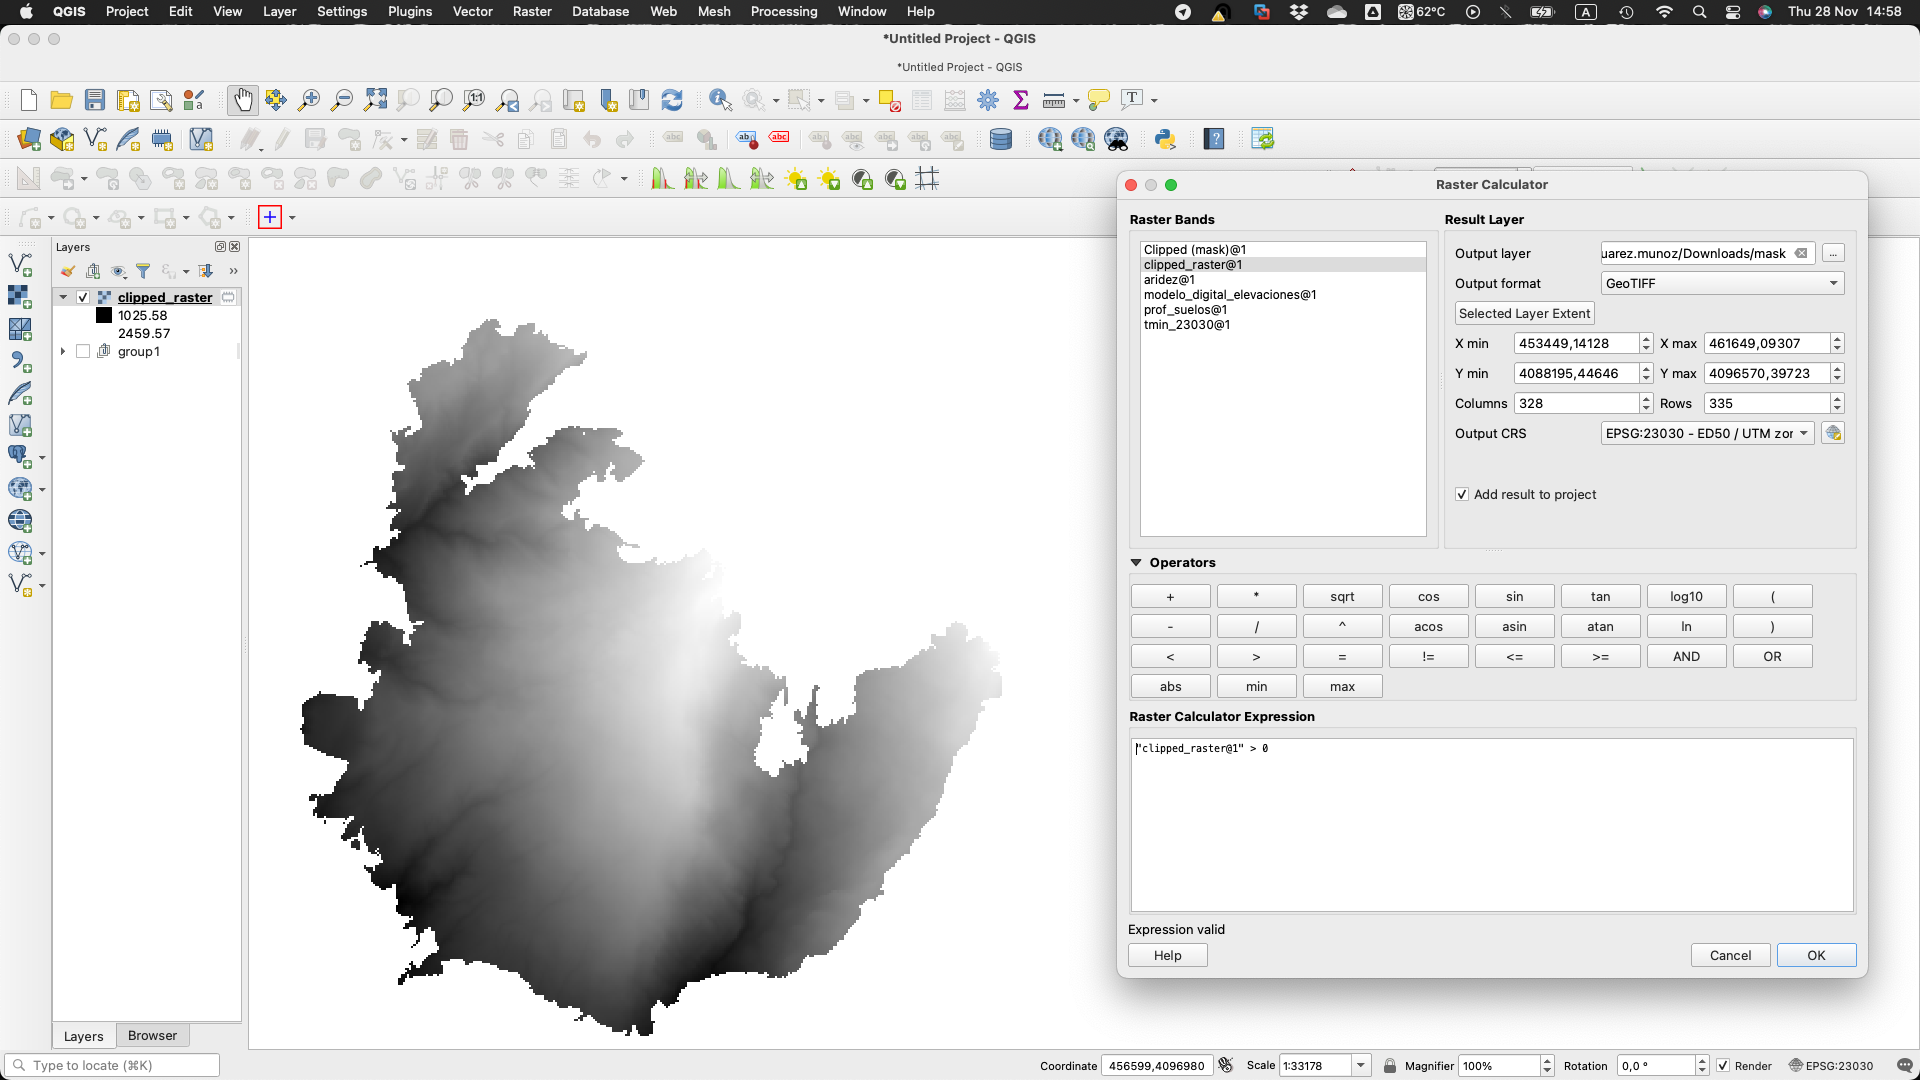 QGIS Project Edit View Layer Settings Plugins Vector Raster Database Web Mesh Processing Window Help 62°C A Thu 28 Nov 14:58
*Untitled Project - QGIS
*Untitled Project - QGIS
Layers
clipped_raster
1025.58
2459.57
group1
Layers Browser
Type to locate (⌘K)
Raster Calculator
Raster Bands
Clipped (mask)@1
clipped_raster@1
aridez@1
modelo_digital_elevaciones@1
prof_suelos@1
tmin_23030@1
Result Layer
Output layer uarez.munoz/Downloads/mask ...
Output format GeoTIFF
Selected Layer Extent
X min 453449,14128 X max 461649,09307
Y min 4088195,44646 Y max 4096570,39723
Columns 328 Rows 335
Output CRS EPSG:23030 - ED50 / UTM zor
Add result to project
Operators
+ * sqrt cos sin tan log10 (
- / ^ acos asin atan ln )
< > = != <= >= AND OR
abs min max
Raster Calculator Expression
"clipped_raster@1" > 0
Expression valid
Help Cancel OK
Coordinate 456599,4096980 Scale 1:33178 Magnifier 100% Rotation 0,0 ° Render EPSG:23030